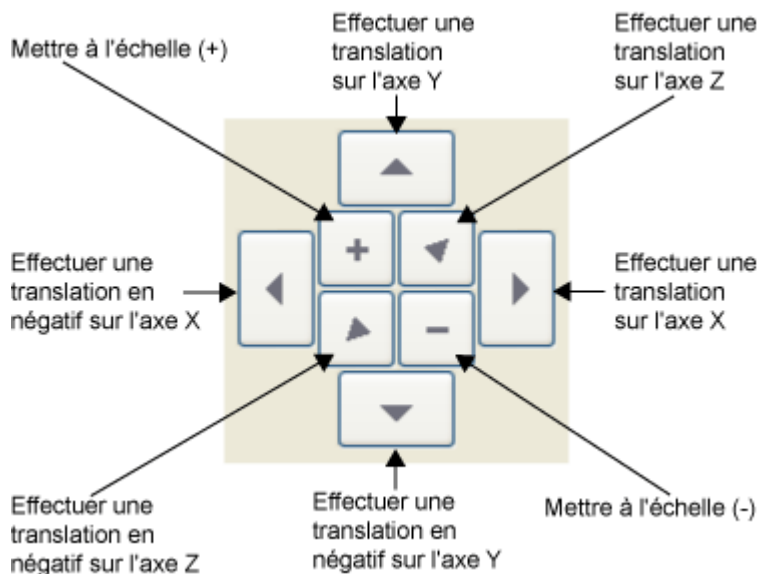 Mettre à l'échelle (+)
Effectuer une
translation
sur l'axe Y
Effectuer une
translation
sur l'axe Z
Effectuer une
translation en
négatif sur l'axe X
Effectuer une
translation
sur l'axe X
Effectuer une
translation en
négatif sur l'axe Z
Effectuer une
translation en
négatif sur l'axe Y
Mettre à l'échelle (-)